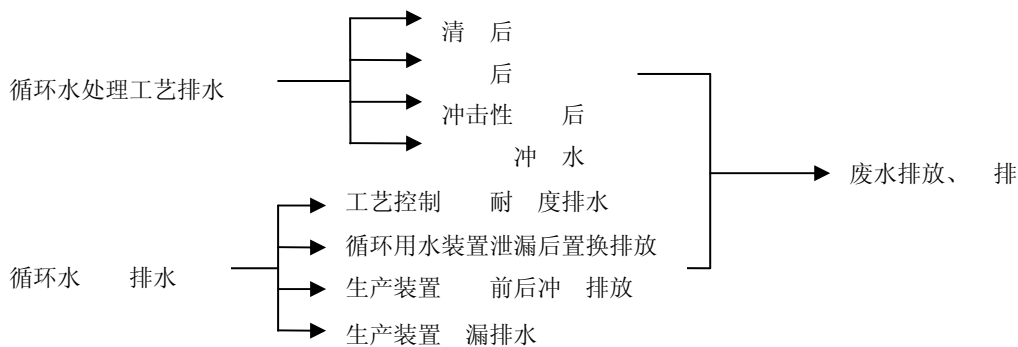 循环水处理工艺排水
清 后
后
冲击性 后
冲 水
循环水 排水
工艺控制 耐 度排水
循环用水装置泄漏后置换排放
生产装置 前后冲 排放
生产装置 漏排水
废水排放、 排